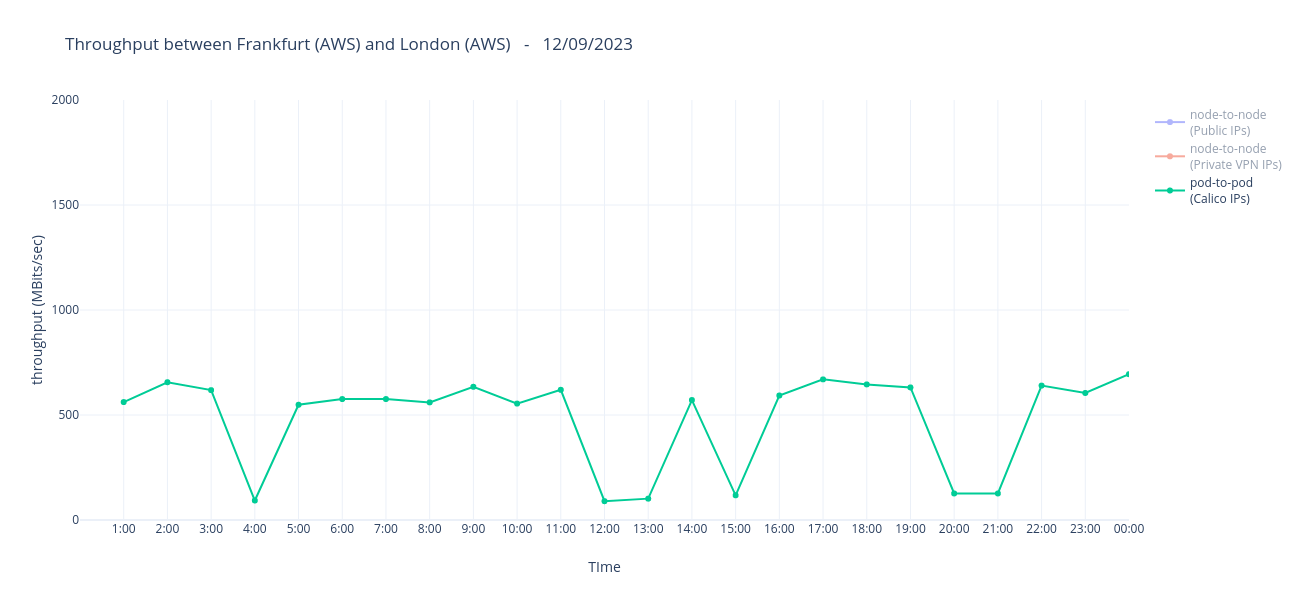 Throughput between Frankfurt (AWS) and London (AWS)   -   12/09/2023
2000
1500
1000
500
0
throughput (MBits/sec)
1:00 2:00 3:00 4:00 5:00 6:00 7:00 8:00 9:00 10:00 11:00 12:00 13:00 14:00 15:00 16:00 17:00 18:00 19:00 20:00 21:00 22:00 23:00 00:00
TIme
node-to-node
(Public IPs)
node-to-node
(Private VPN IPs)
pod-to-pod
(Calico IPs)